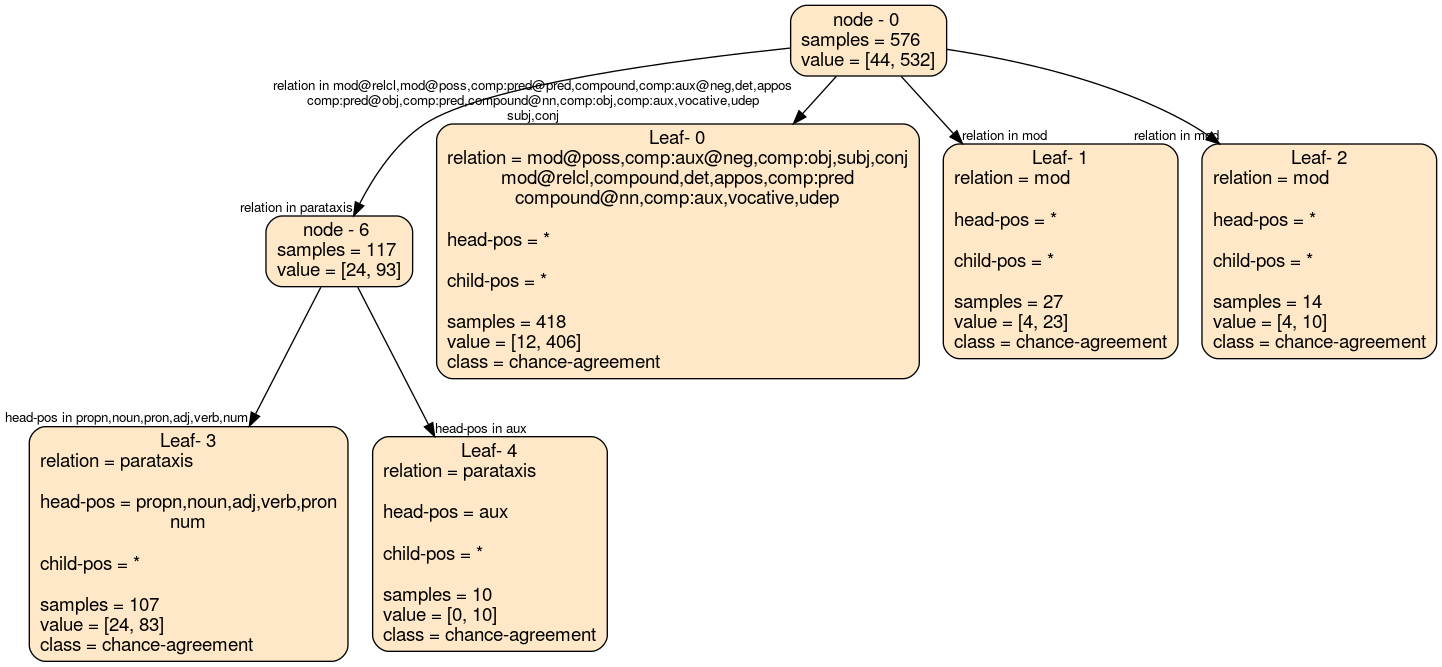 node - 0
samples = 576
value = [44, 532]
relation in mod@relcl,mod@poss,comp:pred@pred,compound,comp:aux@neg,det,appos
comp:pred@obj,comp:pred,compound@nn,comp:obj,comp:aux,vocative,udep
subj,conj
relation in mod
relation in mod
Leaf- 0
relation = mod@poss,comp:aux@neg,comp:obj,subj,conj
mod@relcl,compound,det,appos,comp:pred
compound@nn,comp:aux,vocative,udep
head-pos = *
child-pos = *
samples = 418
value = [12, 406]
class = chance-agreement
Leaf- 1
relation = mod
head-pos = *
child-pos = *
samples = 27
value = [4, 23]
class = chance-agreement
Leaf- 2
relation = mod
head-pos = *
child-pos = *
samples = 14
value = [4, 10]
class = chance-agreement
relation in parataxis
node - 6
samples = 117
value = [24, 93]
head-pos in propn,noun,pron,adj,verb,num
head-pos in aux
Leaf- 3
relation = parataxis
head-pos = propn,noun,adj,verb,pron
num
child-pos = *
samples = 107
value = [24, 83]
class = chance-agreement
Leaf- 4
relation = parataxis
head-pos = aux
child-pos = *
samples = 10
value = [0, 10]
class = chance-agreement